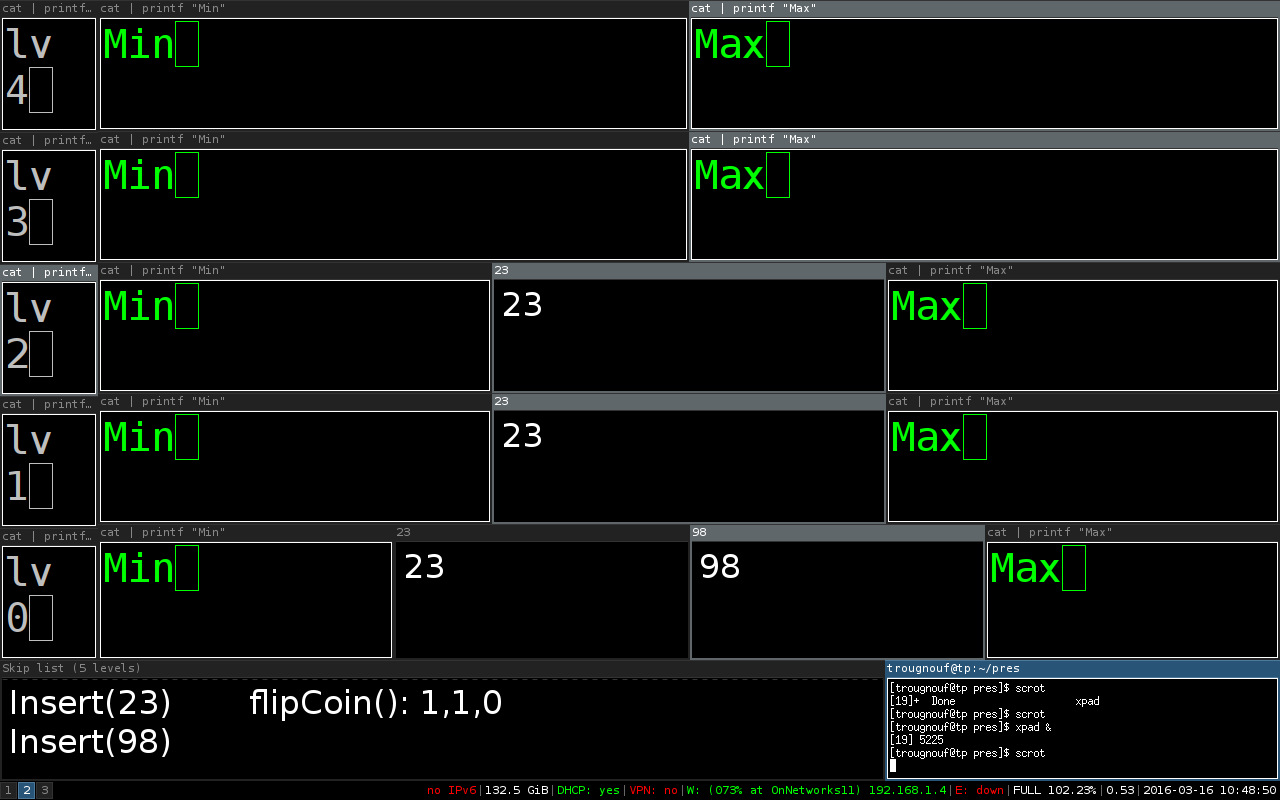 cat | printf… cat | printf "Min" cat | printf "Max"
lv Min Max
4
cat | printf… cat | printf "Min" cat | printf "Max"
lv Min Max
3
cat | printf… cat | printf "Min" 23 cat | printf "Max"
lv Min 23 Max
2
cat | printf… cat | printf "Min" 23 cat | printf "Max"
lv Min 23 Max
1
cat | printf… cat | printf "Min" 23 98 cat | printf "Max"
lv Min 23 98 Max
0
Skip list (5 levels)
Insert(23) flipCoin(): 1,1,0
Insert(98)
trougnouf@tp:~/pres
[trougnouf@tp pres]$ scrot
[19]+ Done xpad
[trougnouf@tp pres]$ scrot
[trougnouf@tp pres]$ xpad &
[19] 5225
[trougnouf@tp pres]$ scrot
1 2 3 no IPv6|132.5 GiB|DHCP: yes|VPN: no|W: (073% at OnNetworks11) 192.168.1.4|E: down|FULL 102.23%|0.53|2016-03-16 10:48:50